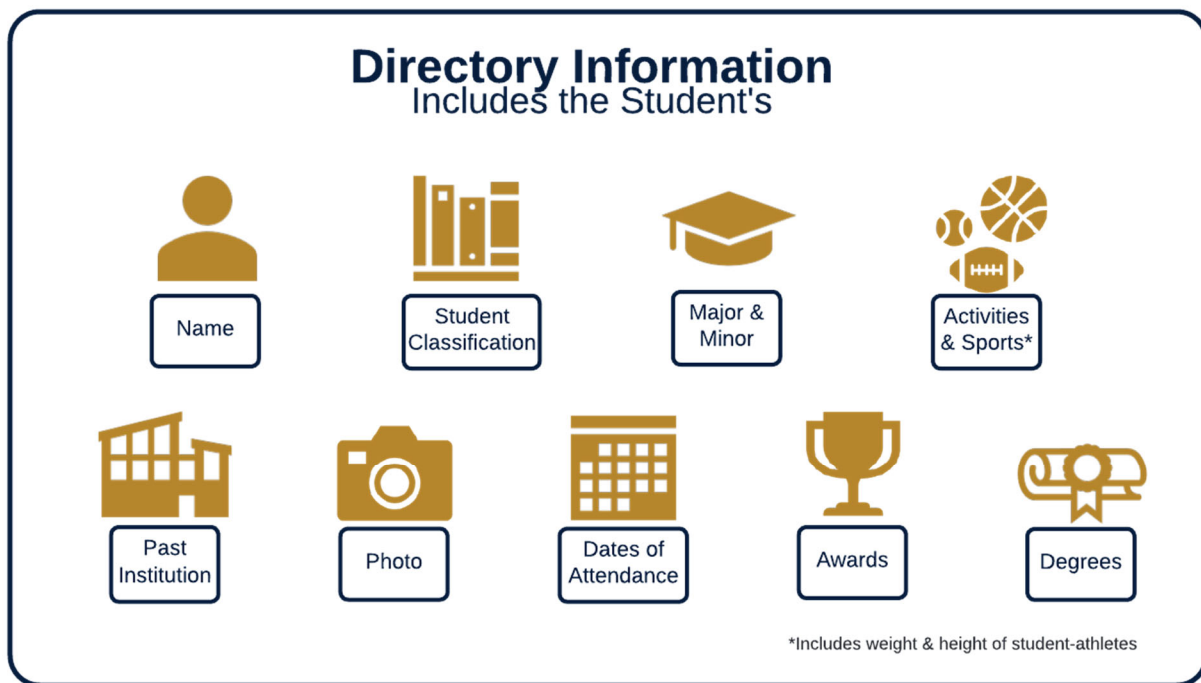 Directory Information
Includes the Student's
Name
Student
Classification
Major &
Minor
Activities
& Sports*
Past
Institution
Photo
Dates of
Attendance
Awards
Degrees
*Includes weight & height of student-athletes